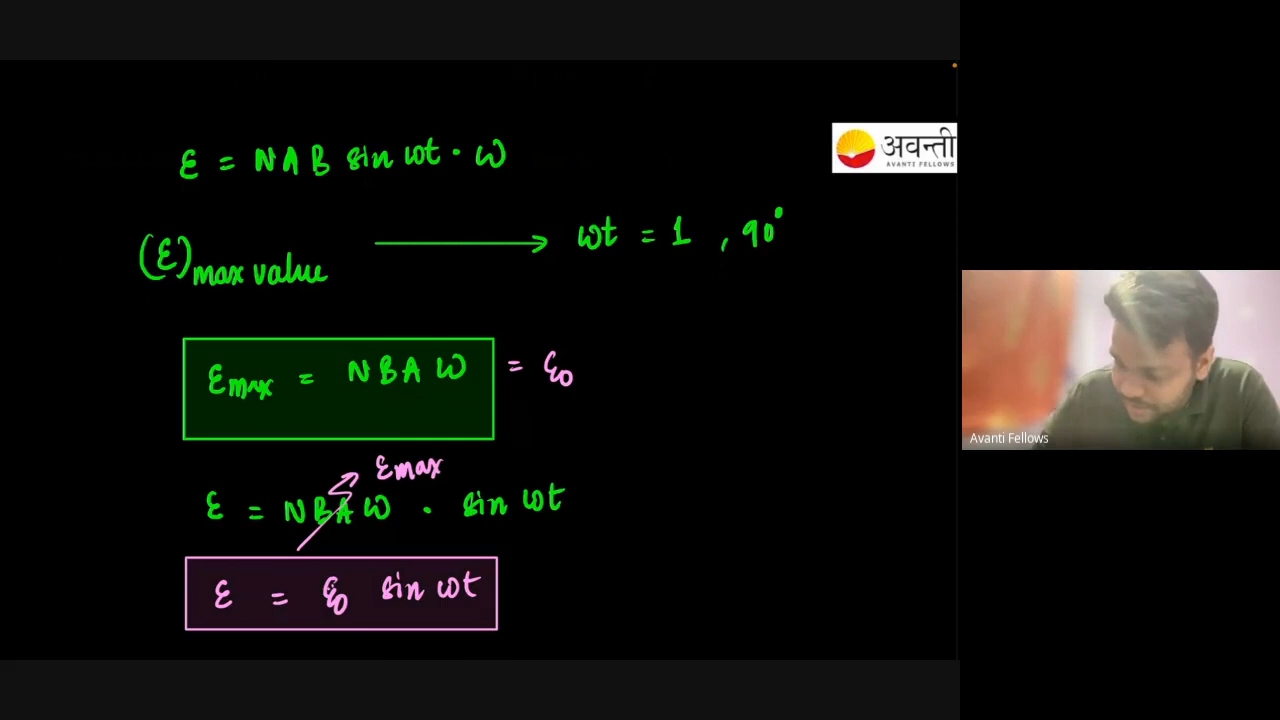 ε = NAB sin ωt · ω
अवन्ती
AVANTI FELLOWS
(ε)max value → ωt = 1 , 90°
εmax = NBAω = ε0
εmax
ε = NBAω · sin ωt
ε = ε0 sin ωt
Avanti Fellows